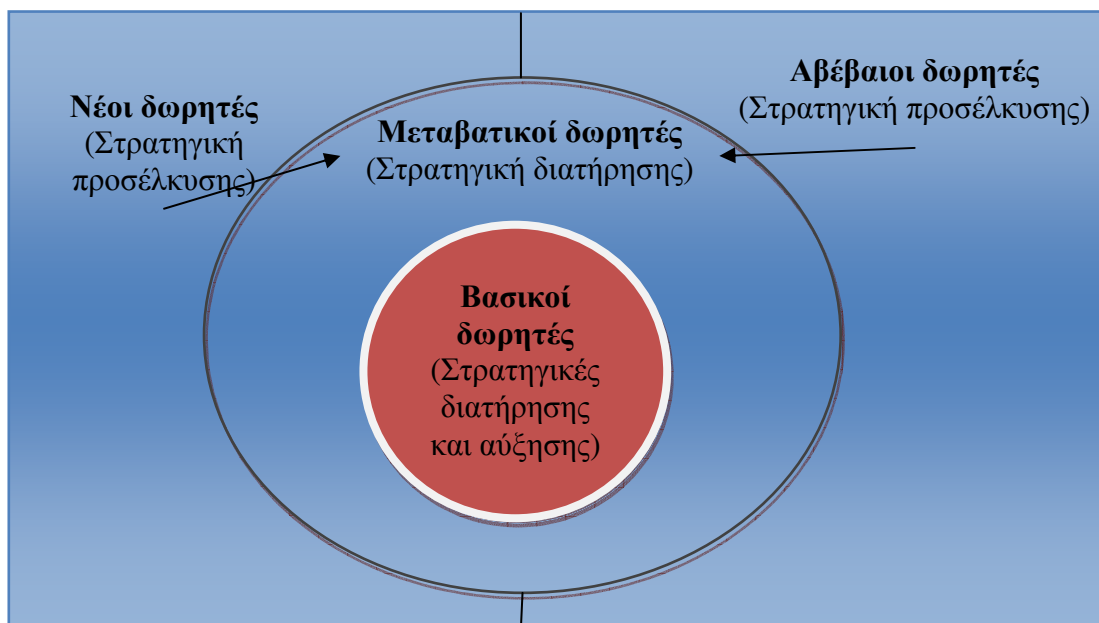 Νέοι δωρητές
(Στρατηγική
προσέλκυσης)
Μεταβατικοί δωρητές
(Στρατηγική διατήρησης)
Αβέβαιοι δωρητές
(Στρατηγική προσέλκυσης)
Βασικοί
δωρητές
(Στρατηγικές
διατήρησης
και αύξησης)